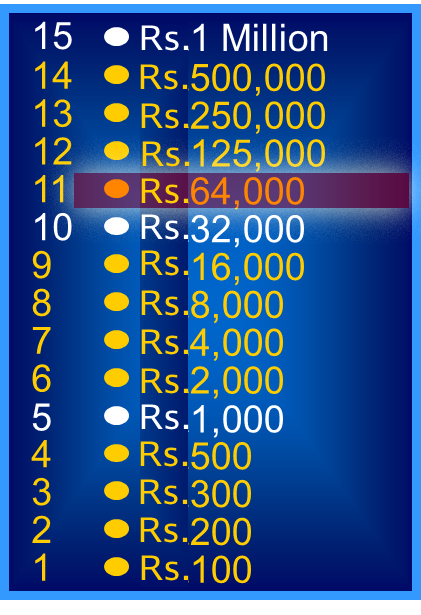 15 Rs.1 Million
14 Rs.500,000
13 Rs.250,000
12 Rs.125,000
11 Rs.64,000
10 Rs.32,000
9 Rs.16,000
8 Rs.8,000
7 Rs.4,000
6 Rs.2,000
5 Rs.1,000
4 Rs.500
3 Rs.300
2 Rs.200
1 Rs.100